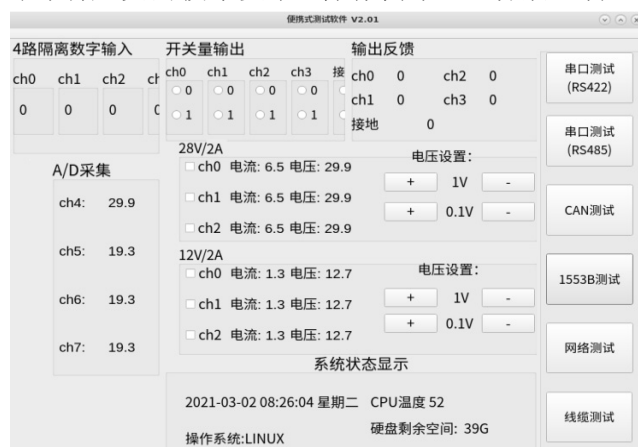 便携式测试软件 V2.01
4路隔离数字输入
ch0 ch1 ch2
0 0 0
开关量输出
ch0 ch1 ch2 ch3 接
0 0 0 0
1 1 1 1
输出反馈
ch0 0 ch2 0
ch1 0 ch3 0
接地 0
A/D采集
ch4: 29.9
ch5: 19.3
ch6: 19.3
ch7: 19.3
28V/2A
ch0 电流: 6.5 电压: 29.9
ch1 电流: 6.5 电压: 29.9
ch2 电流: 6.5 电压: 29.9
电压设置:
+ 1V -
+ 0.1V -
12V/2A
ch0 电流: 1.3 电压: 12.7
ch1 电流: 1.3 电压: 12.7
ch2 电流: 1.3 电压: 12.7
电压设置:
+ 1V -
+ 0.1V -
系统状态显示
2021-03-02 08:26:04 星期二 CPU温度 52
操作系统:LINUX
硬盘剩余空间: 39G
串口测试
(RS422)
串口测试
(RS485)
CAN测试
1553B测试
网络测试
线缆测试